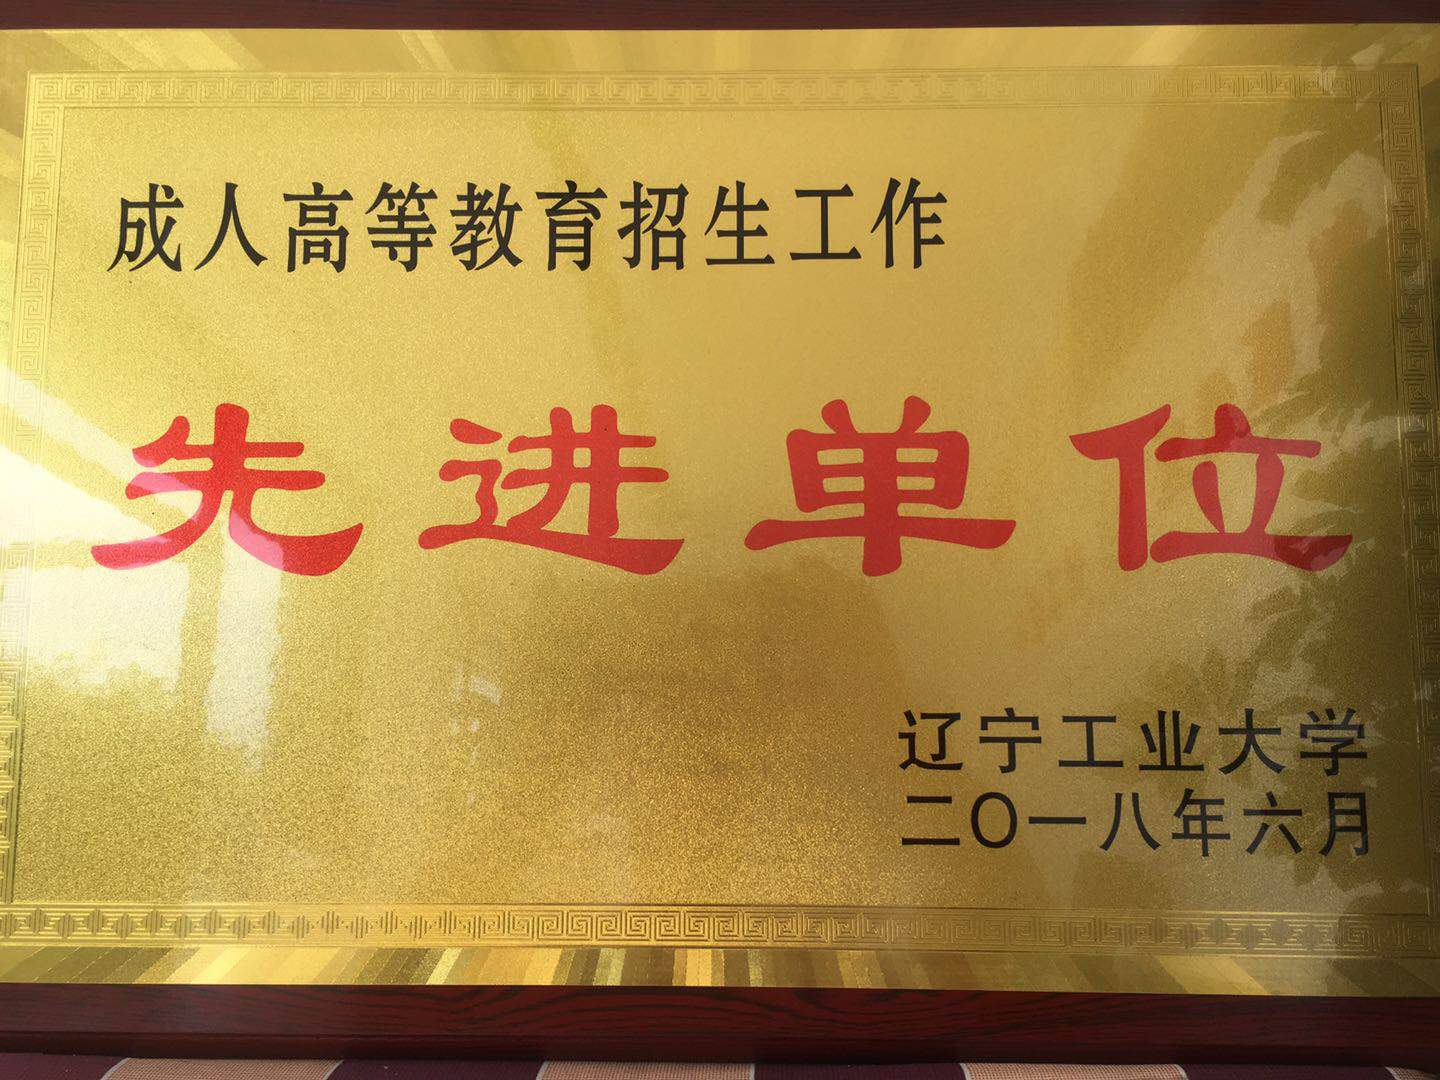 成人高等教育招生工作
先进单位
辽宁工业大学
二〇一八年六月